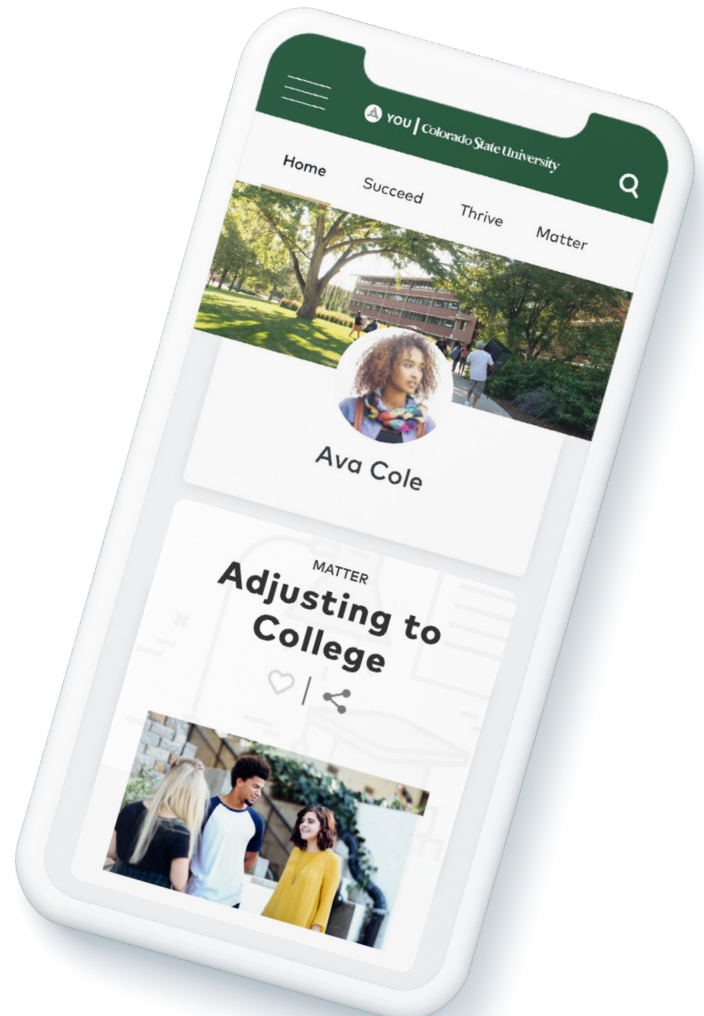 YOU | Colorado State University
Home Succeed Thrive Matter
Ava Cole
MATTER
Adjusting to
College